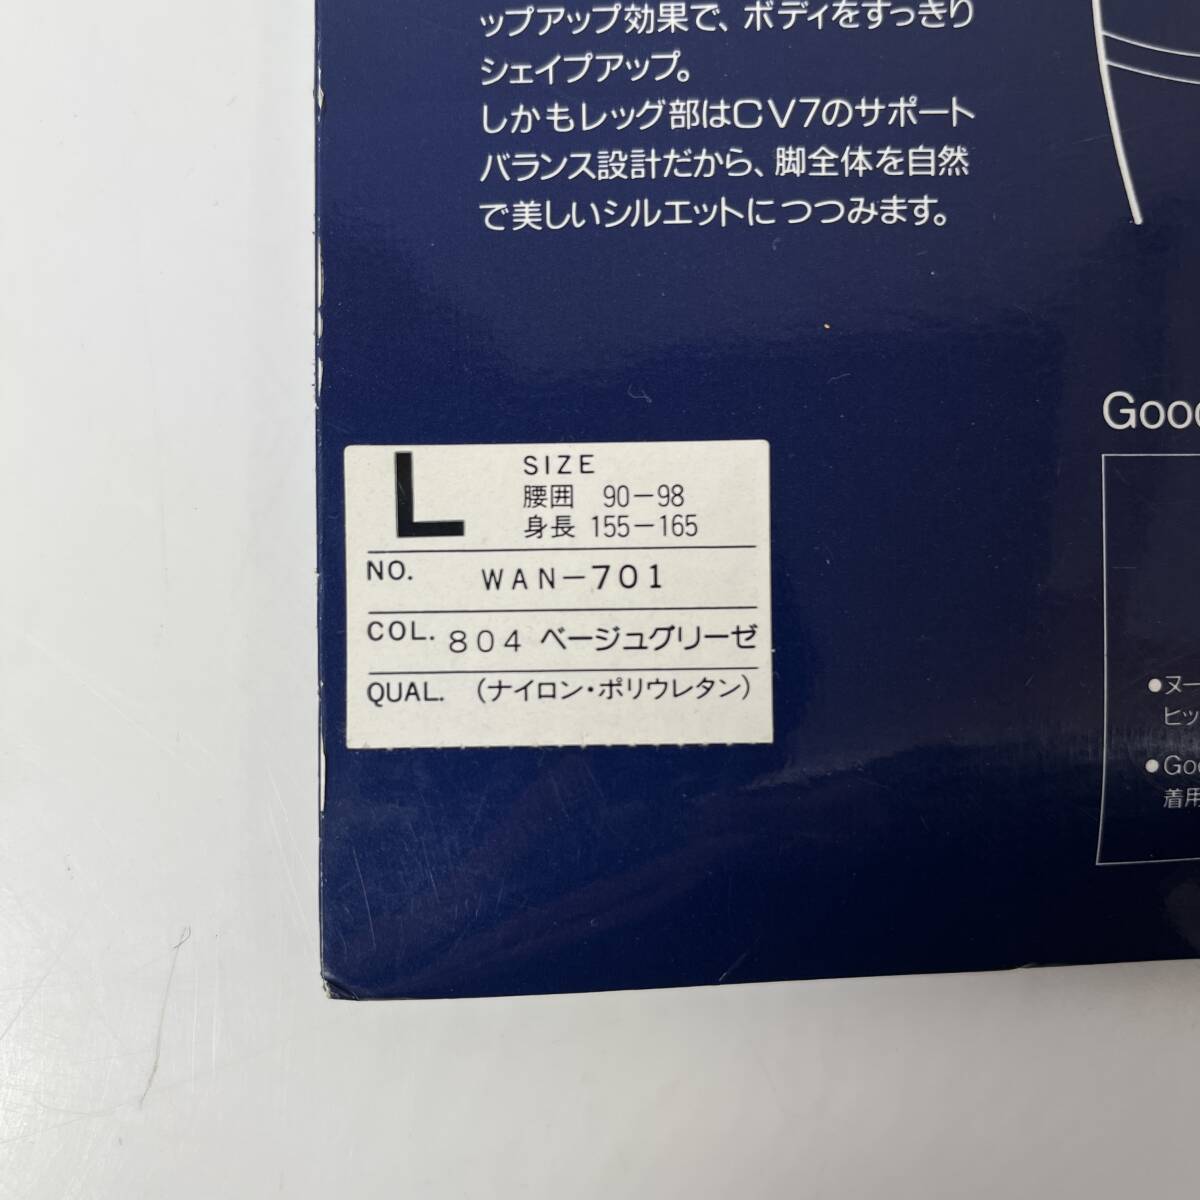 ップアップ効果で、ボディをすっきり
シェイプアップ。
しかもレッグ部はCV7のサポート
バランス設計だから、脚全体を自然
で美しいシルエットにつつみます。
Good
L
SIZE
腰囲 90-98
身長 155-165
NO. WAN-701
COL. 804 ベージュグリーゼ
QUAL. (ナイロン・ポリウレタン)
●ヌー
ヒッ
●Goo
着用